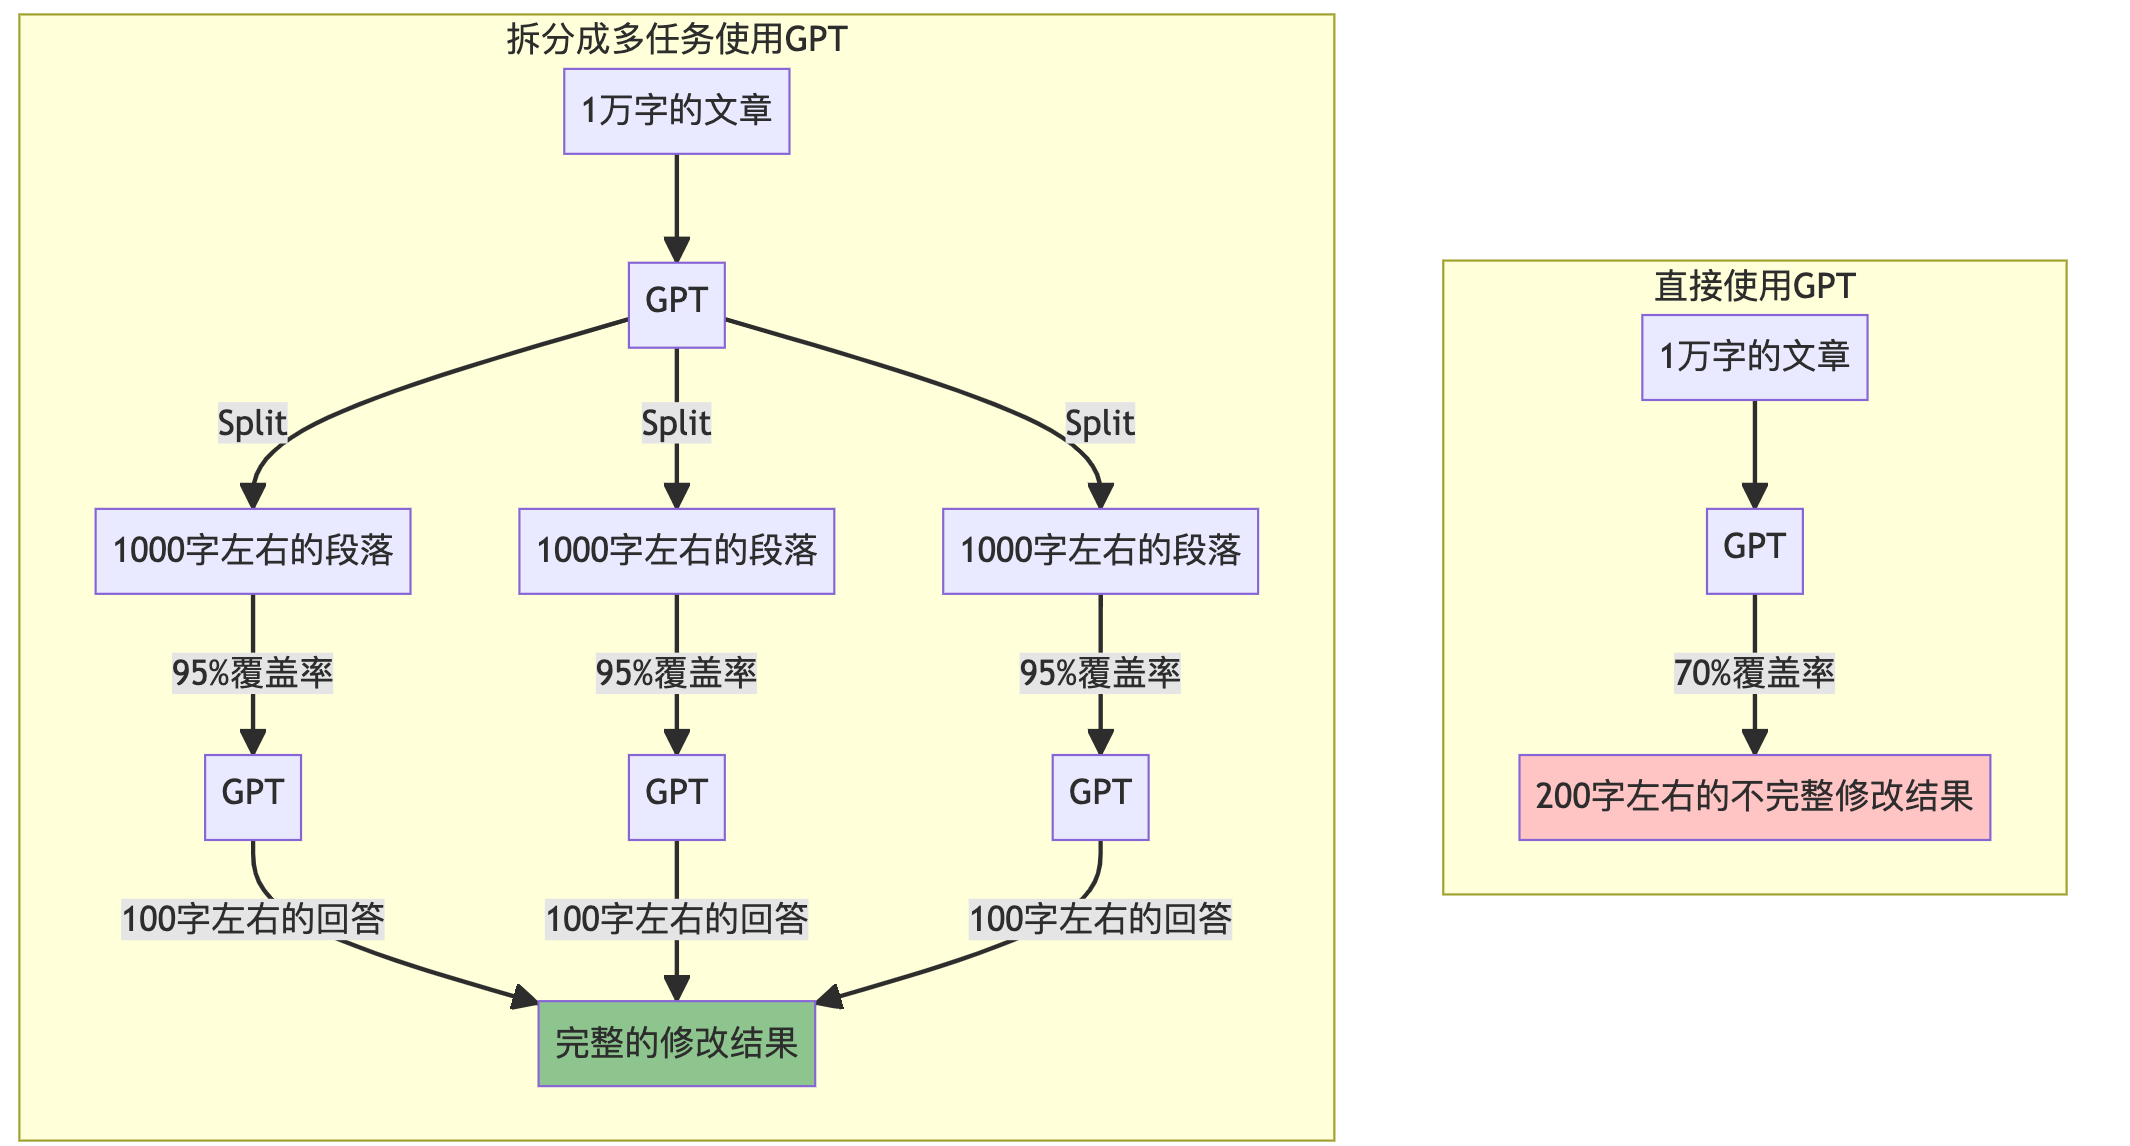 拆分成多任务使用GPT
1万字的文章
GPT
Split
Split
Split
1000字左右的段落
1000字左右的段落
1000字左右的段落
95%覆盖率
95%覆盖率
95%覆盖率
GPT
GPT
GPT
100字左右的回答
100字左右的回答
100字左右的回答
完整的修改结果
直接使用GPT
1万字的文章
GPT
70%覆盖率
200字左右的不完整修改结果